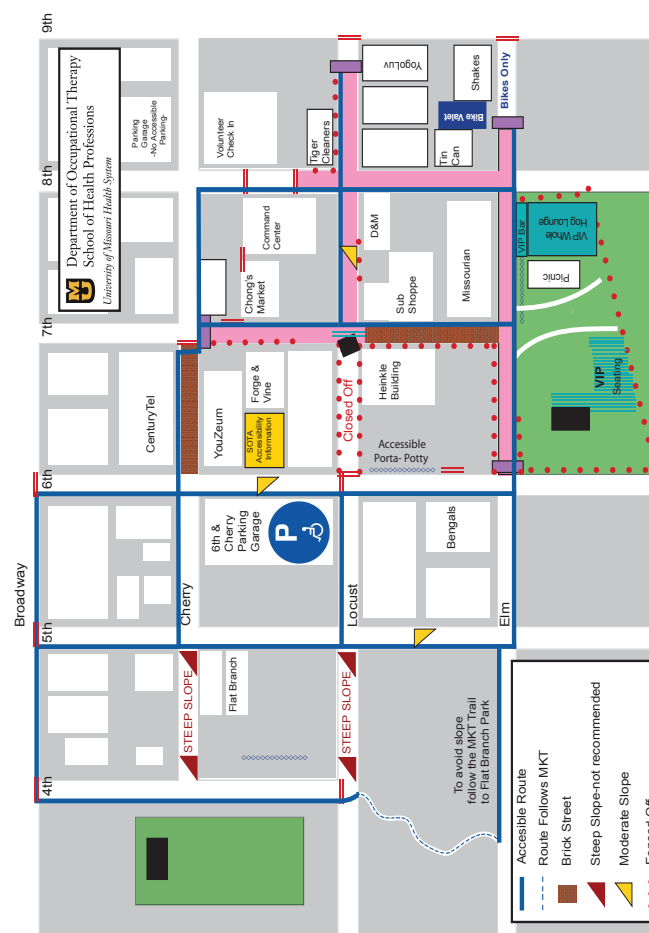 9th
8th
7th
6th
5th
4th
Broadway
Cherry
Locust
Elm
Department of Occupational Therapy
School of Health Professions
University of Missouri Health System
Parking
Garage
-No Accessible
Parking-
Volunteer
Check In
Tiger
Cleaners
YogoLuv
Shakes
Bike Valet
Bikes Only
Tin
Can
Command
Center
Chong's
Market
D&M
Sub
Shoppe
Missourian
VIP Bar
VIP Whole
Hog Lounge
Picnic
CenturyTel
YouZeum
Forge &
Vine
SOTA
Accessibility
Information
Closed Off
Heinkle
Building
Accessible
Porta- Potty
VIP
Seating
6th &
Cherry
Parking
Garage
P
Bengals
STEEP SLOPE
Flat Branch
STEEP SLOPE
To avoid slope
follow the MKT Trail
to Flat Branch Park
Accesible Route
Route Follows MKT
Brick Street
Steep Slope-not recommended
Moderate Slope